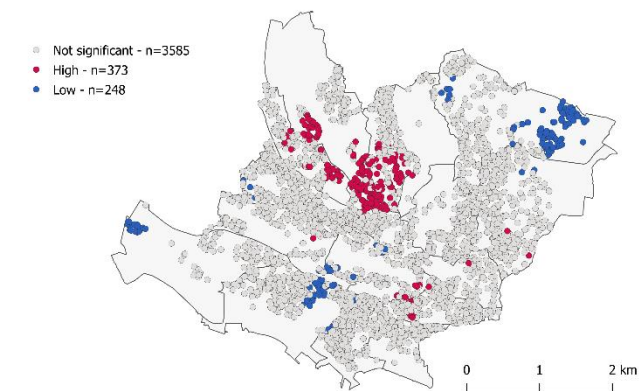 Not significant - n=3585
High - n=373
Low - n=248
0 1 2 km